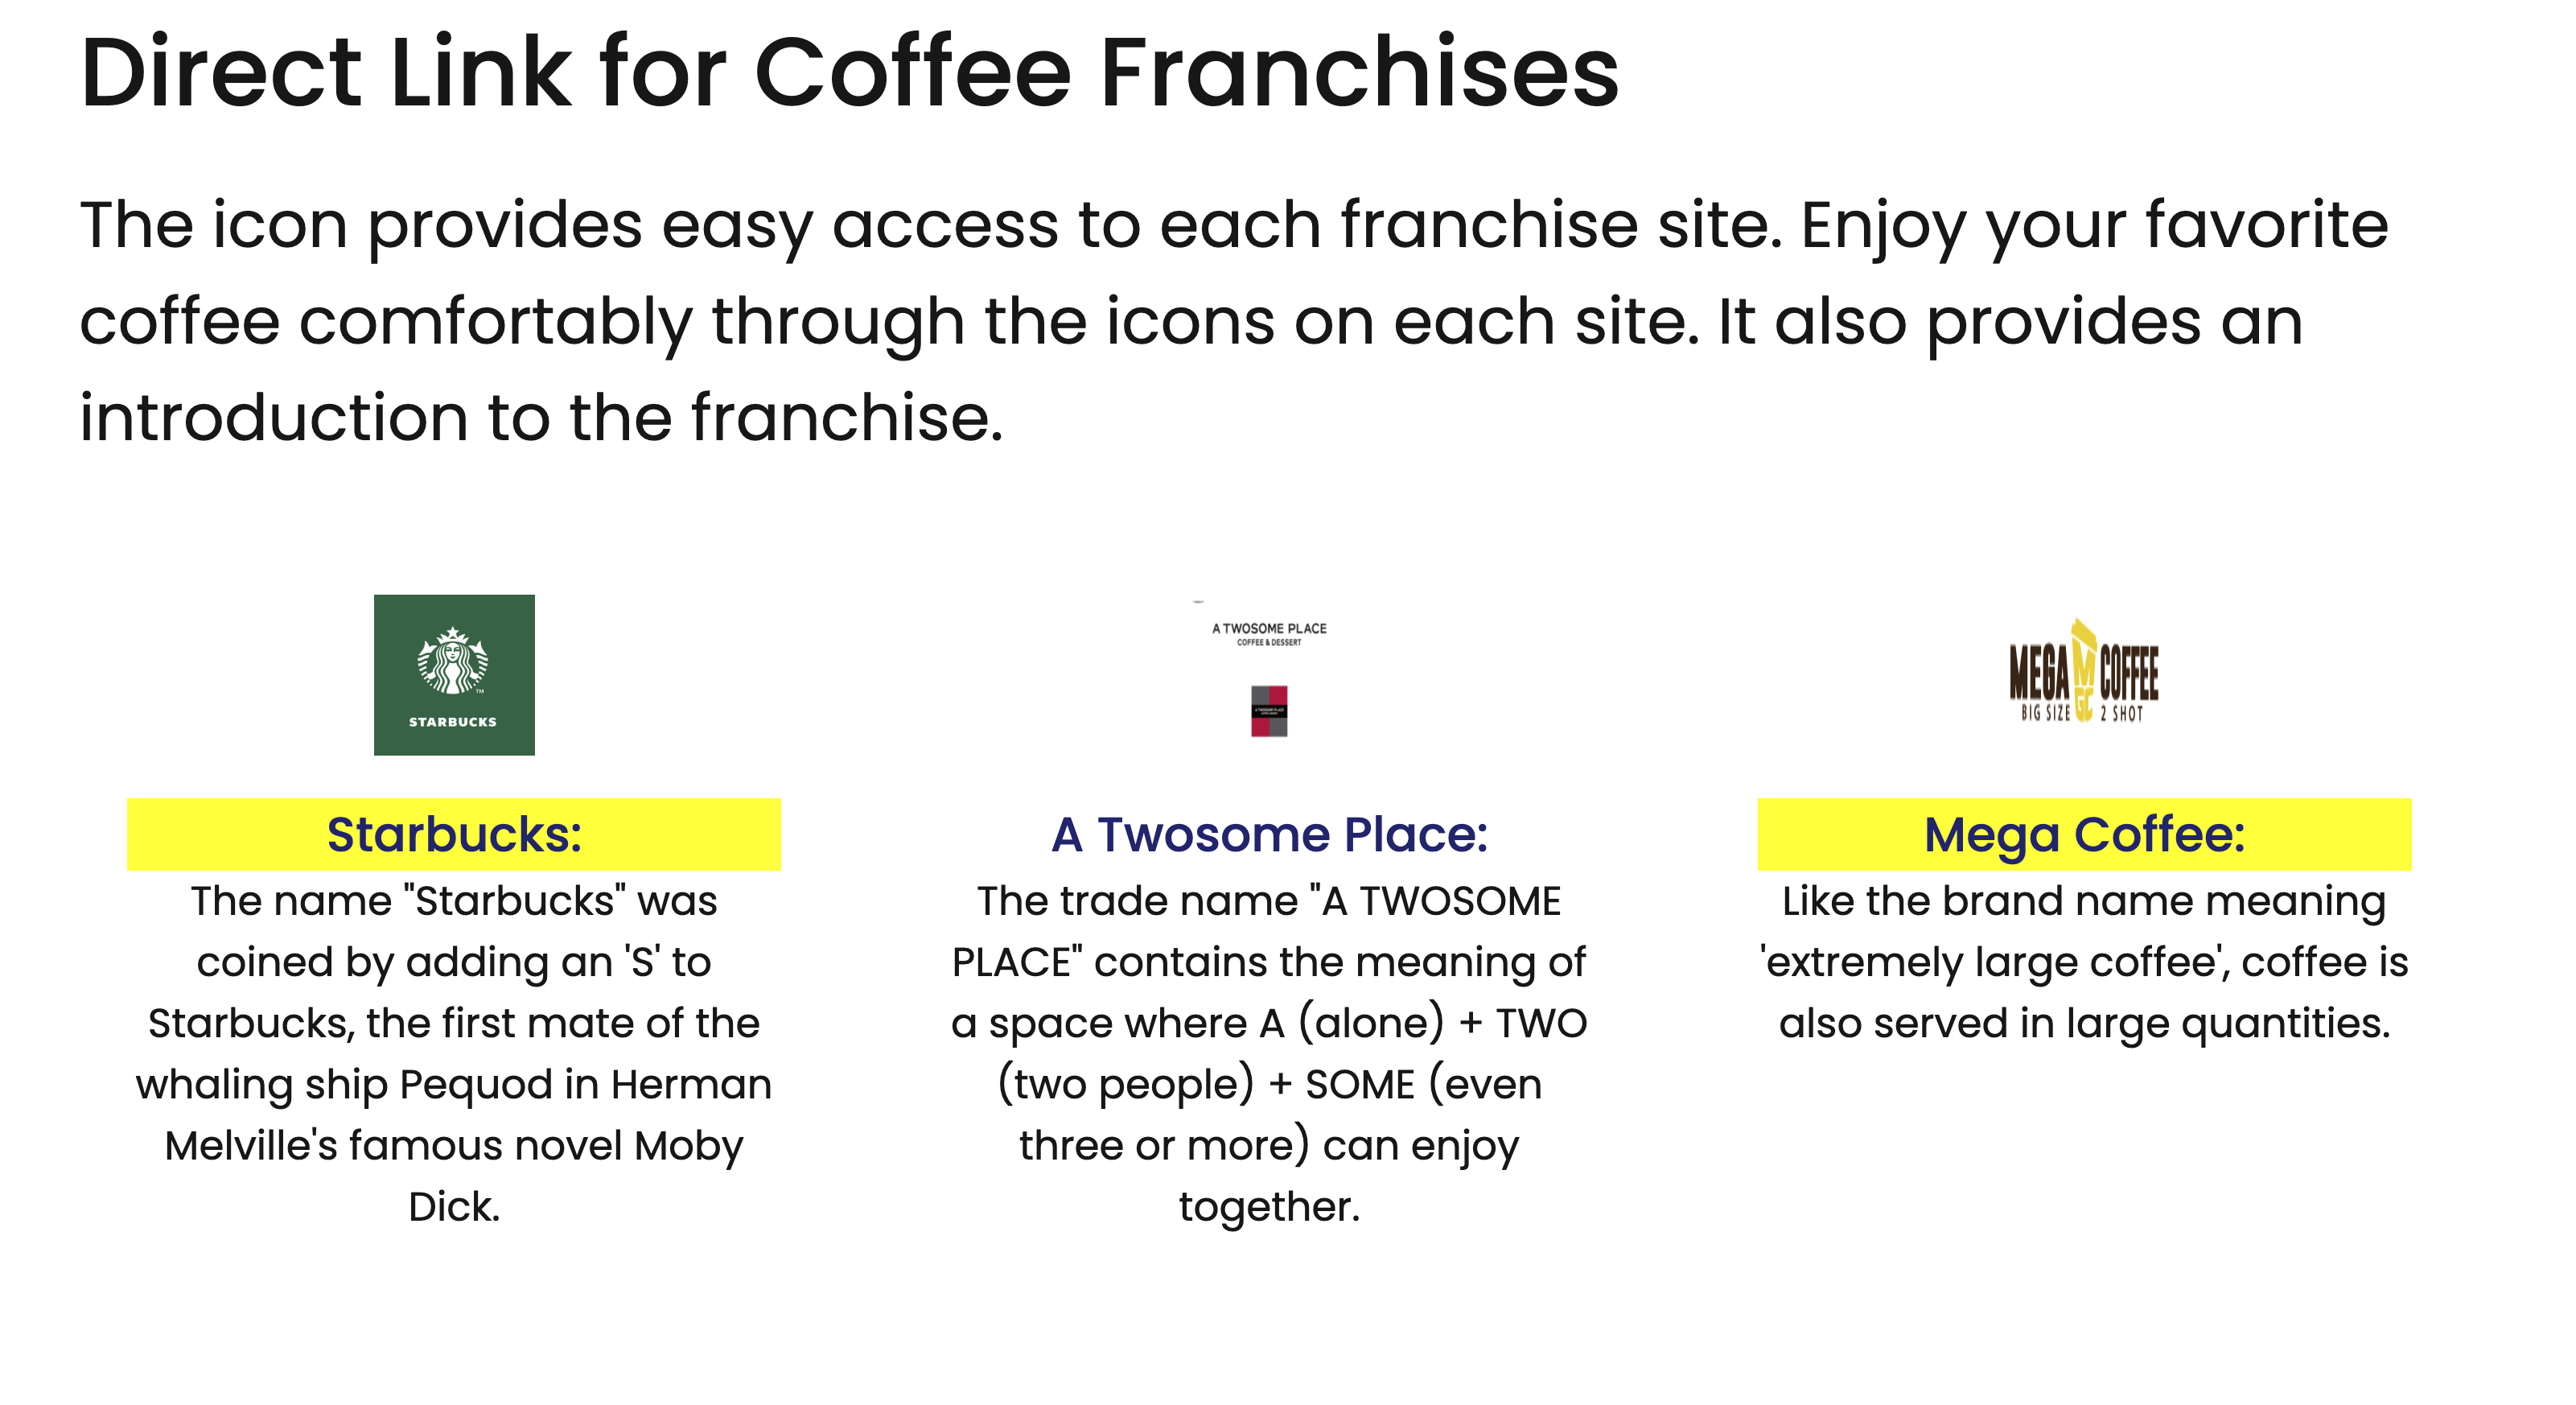 Direct Link for Coffee Franchises
The icon provides easy access to each franchise site. Enjoy your favorite
coffee comfortably through the icons on each site. It also provides an
introduction to the franchise.
TM
STARBUCKS
Starbucks:
The name "Starbucks" was
coined by adding an 'S' to
Starbucks, the first mate of the
whaling ship Pequod in Herman
Melville's famous novel Moby
Dick.
A TWOSOME PLACE
COFFEE & DESSERT
A TWOSOME PLACE
A Twosome Place:
The trade name "A TWOSOME
PLACE" contains the meaning of
a space where A (alone) + TWO
(two people) + SOME (even
three or more) can enjoy
together.
MEGA M COFFEE
BIG SIZE GC 2 SHOT
Mega Coffee:
Like the brand name meaning
'extremely large coffee', coffee is
also served in large quantities.